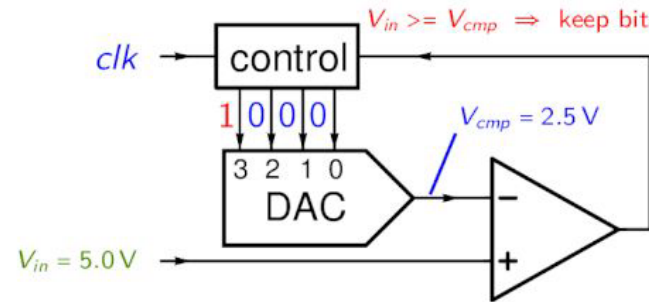 V_in >= V_cmp ⇒ keep bit
clk
control
1 0 0 0
V_cmp = 2.5 V
3 2 1 0
DAC
−
V_in = 5.0 V
+